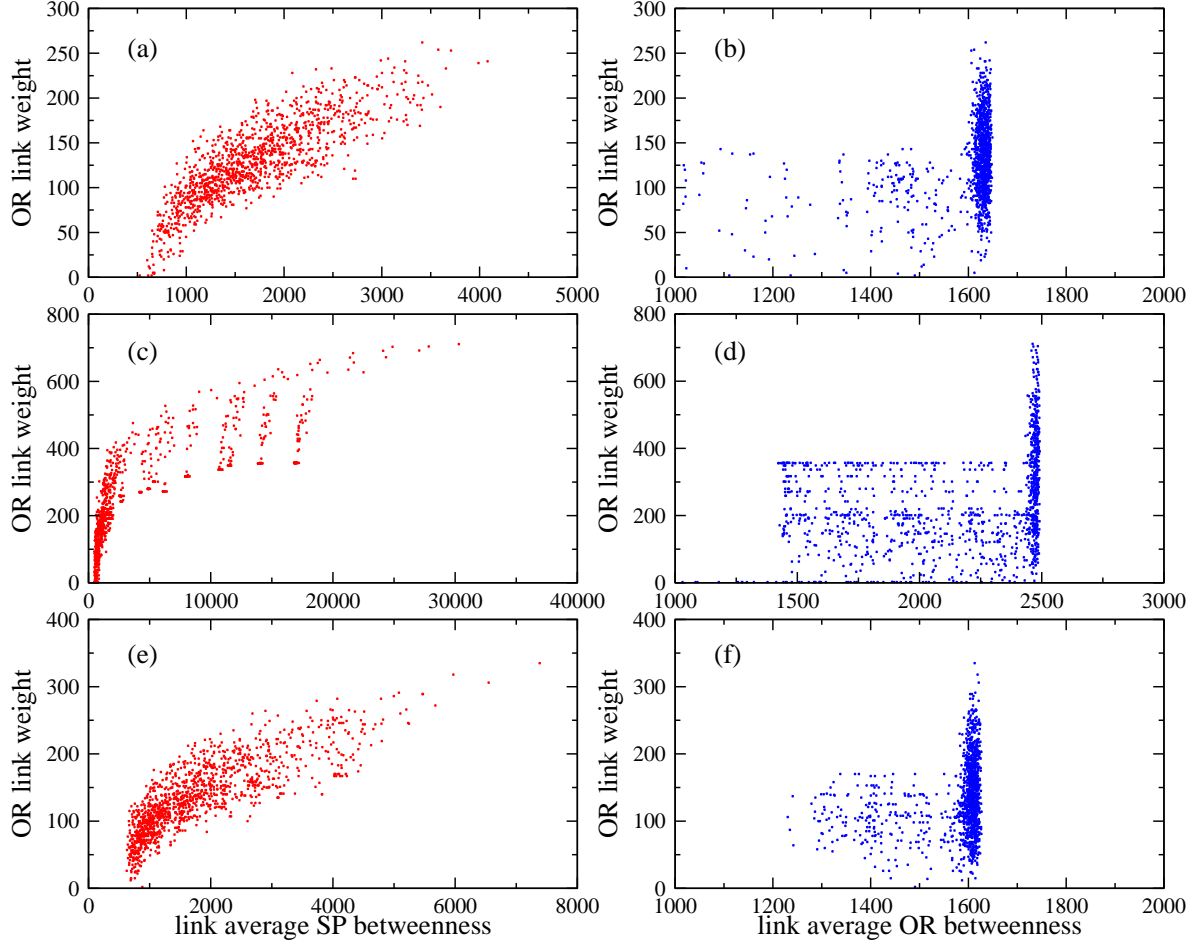 300
250
200
150
100
50
0
OR link weight
(a)
0 1000 2000 3000 4000 5000
300
250
200
150
100
50
0
OR link weight
(b)
1000 1200 1400 1600 1800 2000
800
600
400
200
0
OR link weight
(c)
0 10000 20000 30000 40000
800
600
400
200
0
OR link weight
(d)
1000 1500 2000 2500 3000
400
300
200
100
0
OR link weight
(e)
0 2000 4000 6000 8000
link average SP betweenness
400
300
200
100
0
OR link weight
(f)
1000 1200 1400 1600 1800 2000
link average OR betweenness